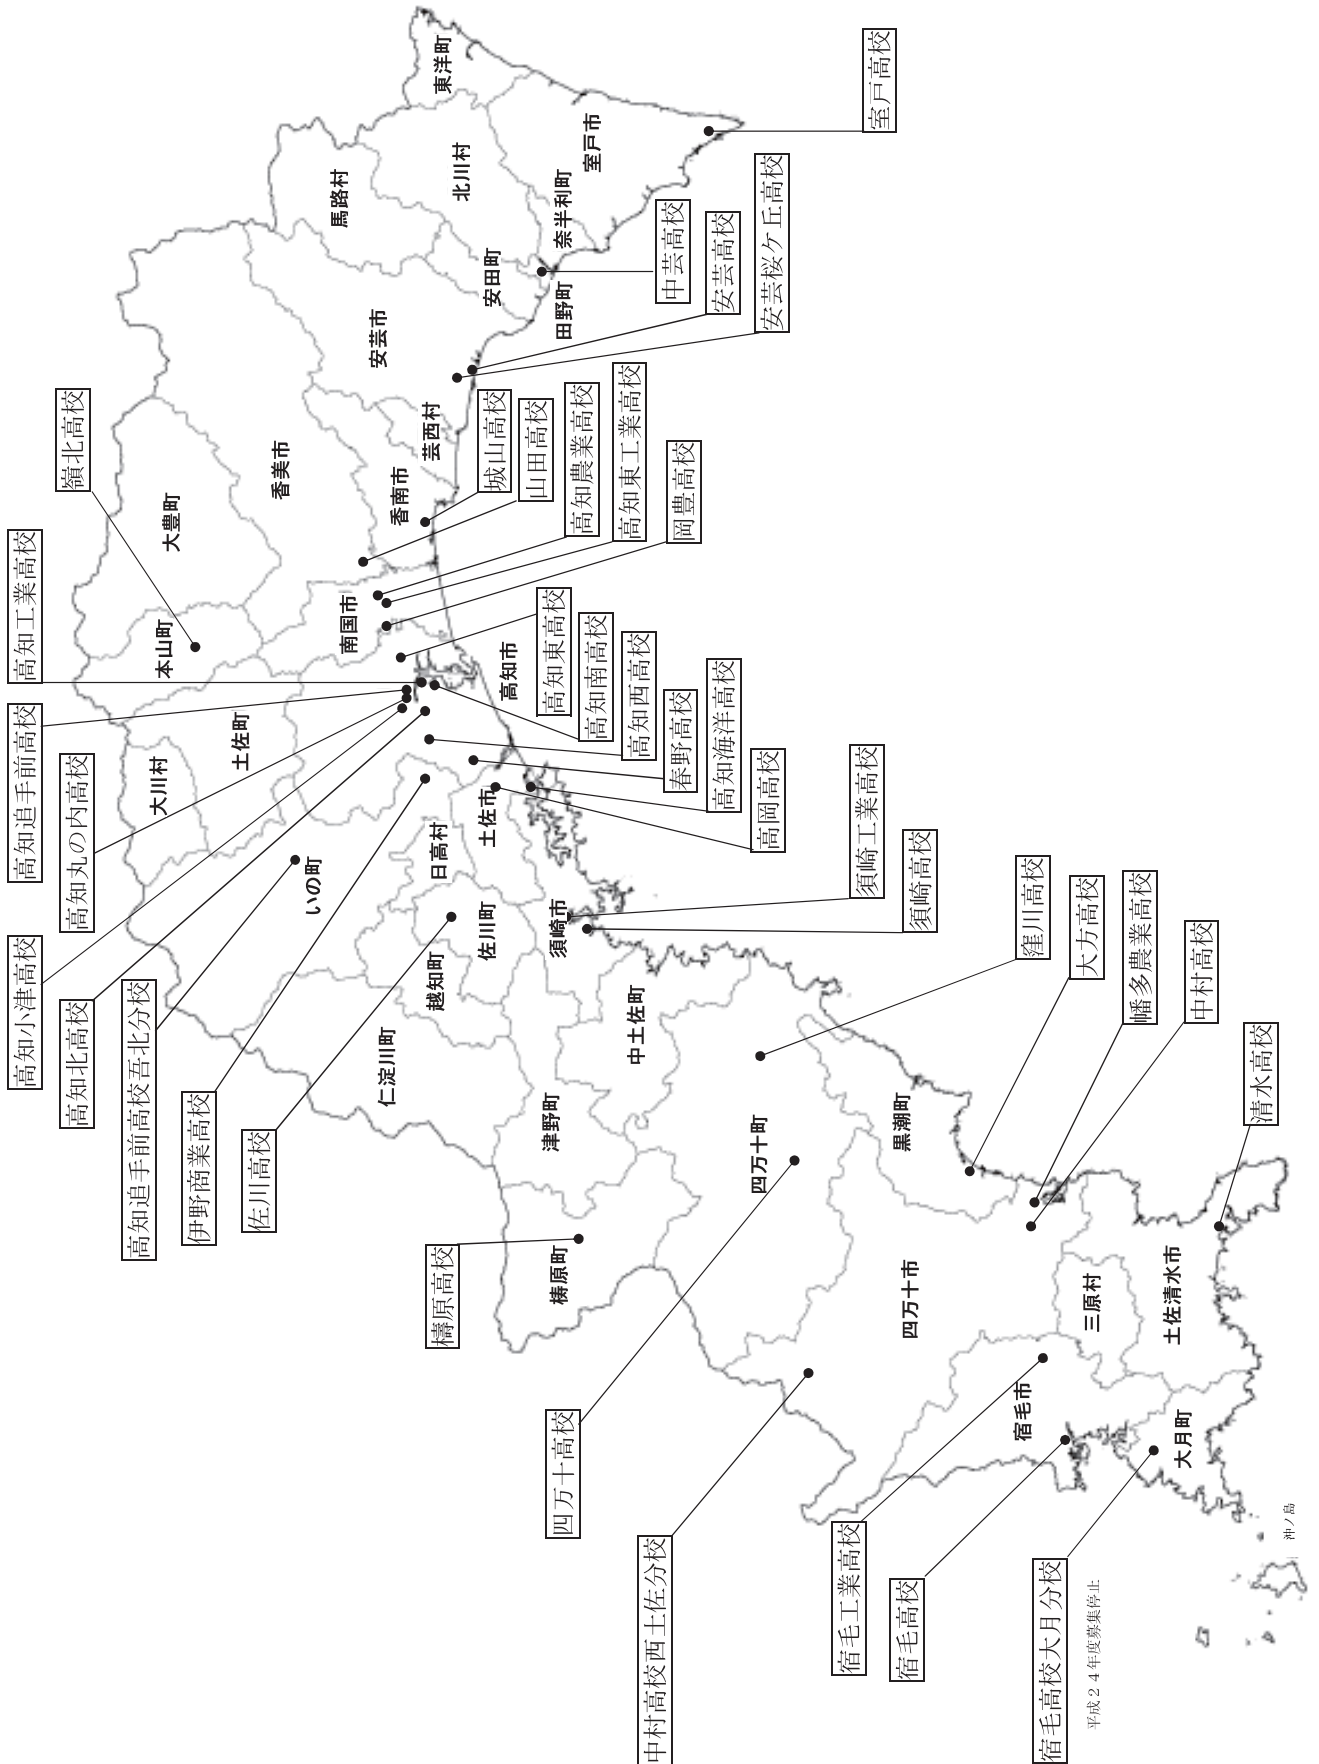 高知工業高校
嶺北高校
高知追手前高校
高知丸の内高校
高知小津高校
高知北高校
高知追手前高校吾北分校
伊野商業高校
佐川高校
檮原高校
四万十高校
中村高校西土佐分校
宿毛工業高校
宿毛高校
宿毛高校大月分校
平成24年度募集停止
沖ノ島
室戸高校
中芸高校
安芸高校
安芸桜ケ丘高校
城山高校
山田高校
高知農業高校
高知東工業高校
岡豊高校
高知東高校
高知南高校
高知西高校
春野高校
高知海洋高校
高岡高校
須崎工業高校
須崎高校
窪川高校
大方高校
幡多農業高校
中村高校
清水高校
東洋町
室戸市
北川村
馬路村
奈半利町
田野町
安田町
安芸市
芸西村
香南市
香美市
大豊町
本山町
南国市
高知市
土佐町
大川村
いの町
土佐市
日高村
佐川町
越知町
須崎市
仁淀川町
中土佐町
津野町
梼原町
四万十町
黒潮町
四万十市
三原村
土佐清水市
宿毛市
大月町